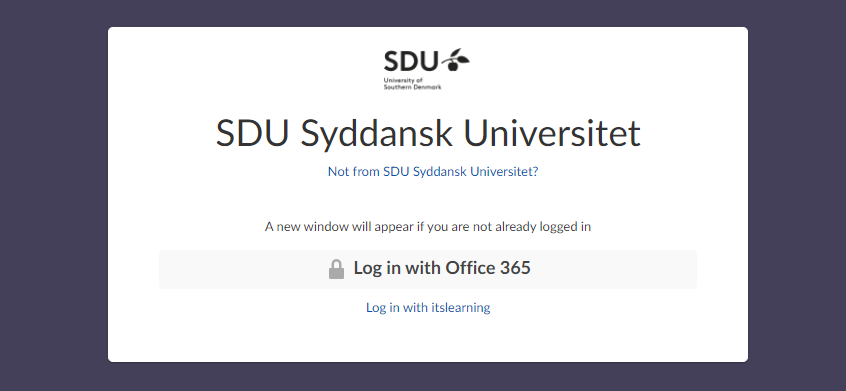 SDU
University of
Southern Denmark
SDU Syddansk Universitet
Not from SDU Syddansk Universitet?
A new window will appear if you are not already logged in
Log in with Office 365
Log in with itslearning